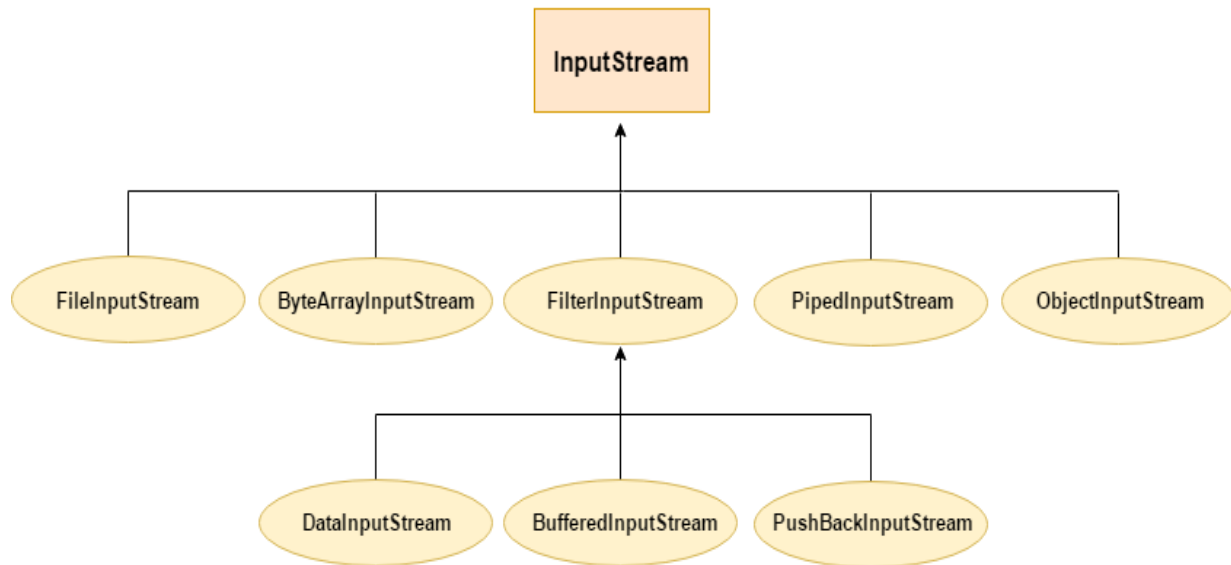 InputStream
FileInputStream
ByteArrayInputStream
FilterInputStream
PipedInputStream
ObjectInputStream
DataInputStream
BufferedInputStream
PushBackInputStream